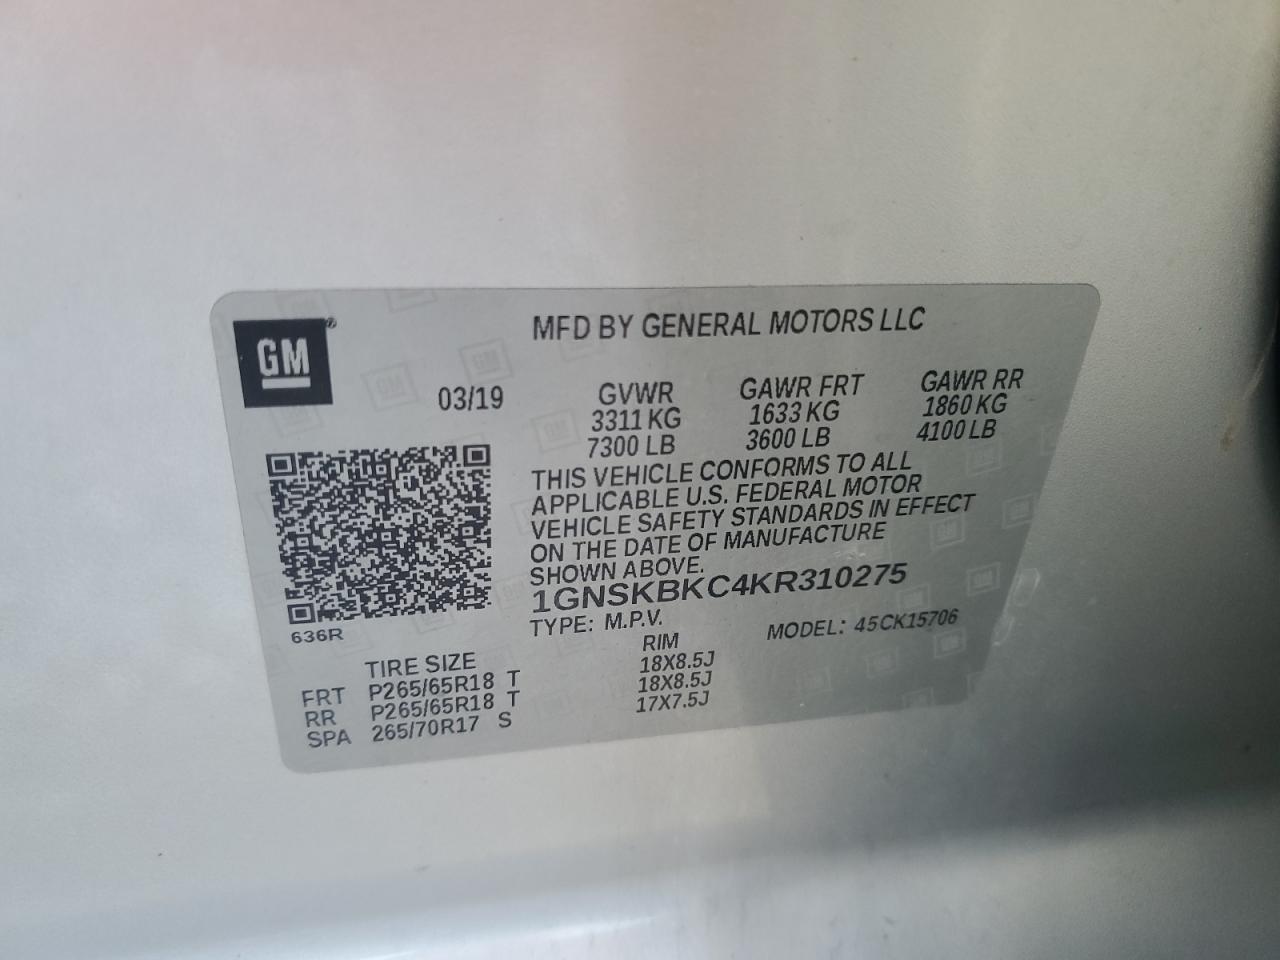 GM
®
MFD BY GENERAL MOTORS LLC
03/19
GVWR GAWR FRT GAWR RR
3311 KG 1633 KG 1860 KG
7300 LB 3600 LB 4100 LB
THIS VEHICLE CONFORMS TO ALL
APPLICABLE U.S. FEDERAL MOTOR
VEHICLE SAFETY STANDARDS IN EFFECT
ON THE DATE OF MANUFACTURE
SHOWN ABOVE.
1GNSKBKC4KR310275
TYPE: M.P.V. MODEL: 45CK15706
636R
TIRE SIZE RIM
FRT P265/65R18 T 18X8.5J
RR P265/65R18 T 18X8.5J
SPA 265/70R17 S 17X7.5J